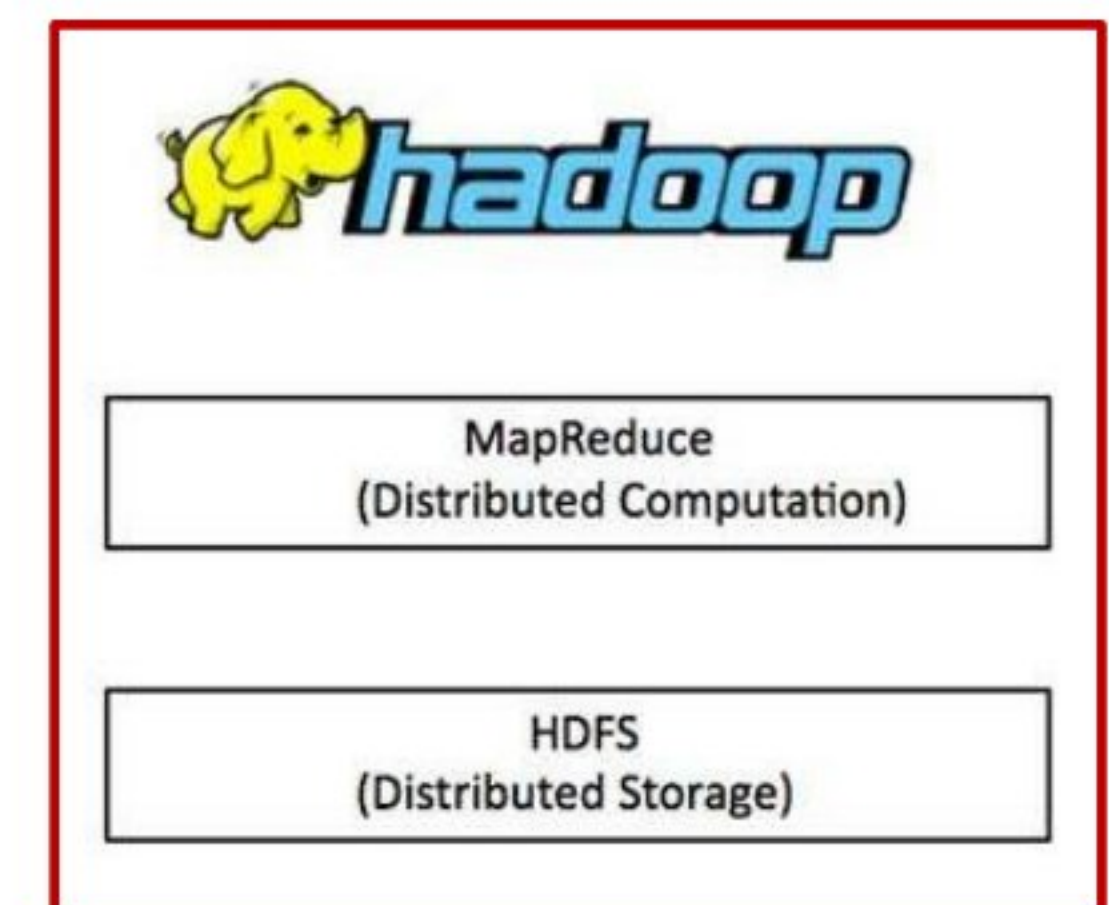 hadoop
MapReduce
(Distributed Computation)
HDFS
(Distributed Storage)